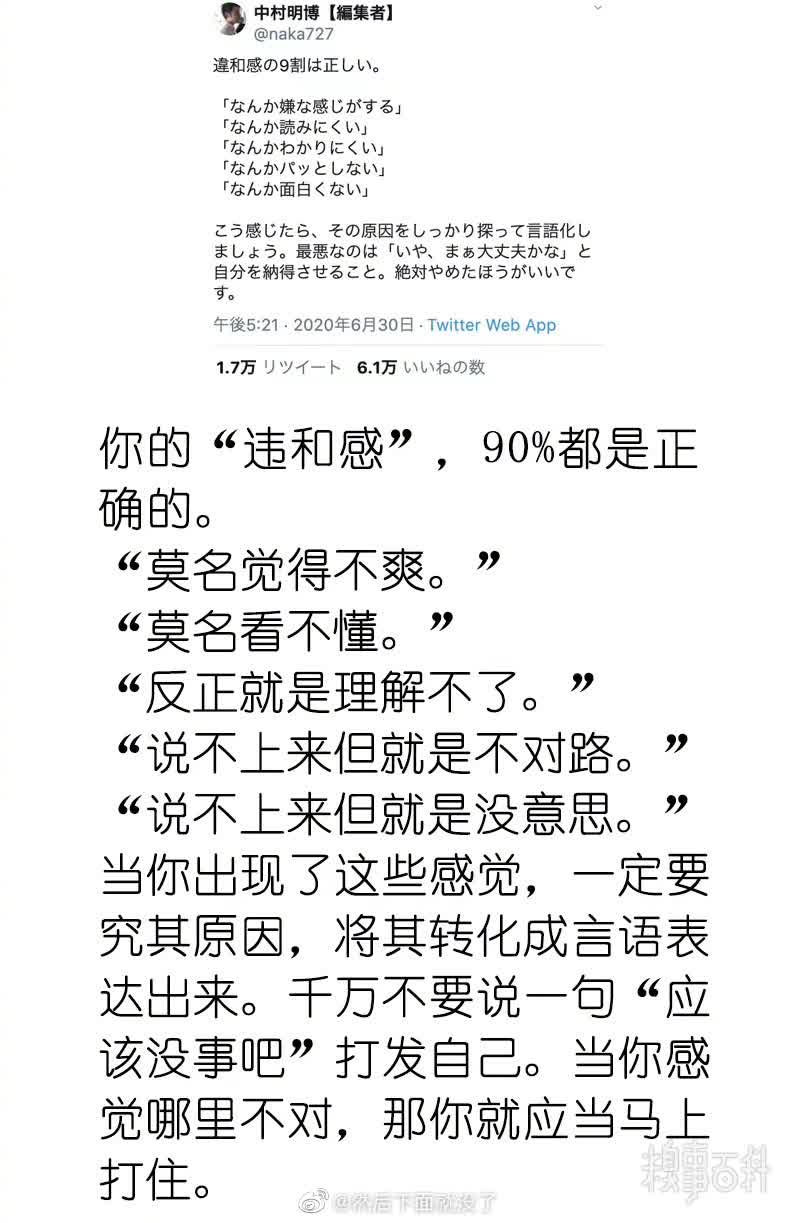 中村明博【編集者】
@naka727
違和感の9割は正しい。
「なんか嫌な感じがする」
「なんか読みにくい」
「なんかわかりにくい」
「なんかパッとしない」
「なんか面白くない」
こう感じたら、その原因をしっかり探って言語化し
ましょう。最悪なのは「いや、まぁ大丈夫かな」と
自分を納得させること。絶対やめたほうがいいで
す。
午後5:21 · 2020年6月30日 · Twitter Web App
1.7万 リツイート 6.1万 いいねの数
你的“违和感”，90%都是正
确的。
“莫名觉得不爽。”
“莫名看不懂。”
“反正就是理解不了。”
“说不上来但就是不对路。”
“说不上来但就是没意思。”
当你出现了这些感觉，一定要
究其原因，将其转化成言语表
达出来。千万不要说一句“应
该没事吧”打发自己。当你感
觉哪里不对，那你就应当马上
打住。
糗事百科
@然后下面就没了